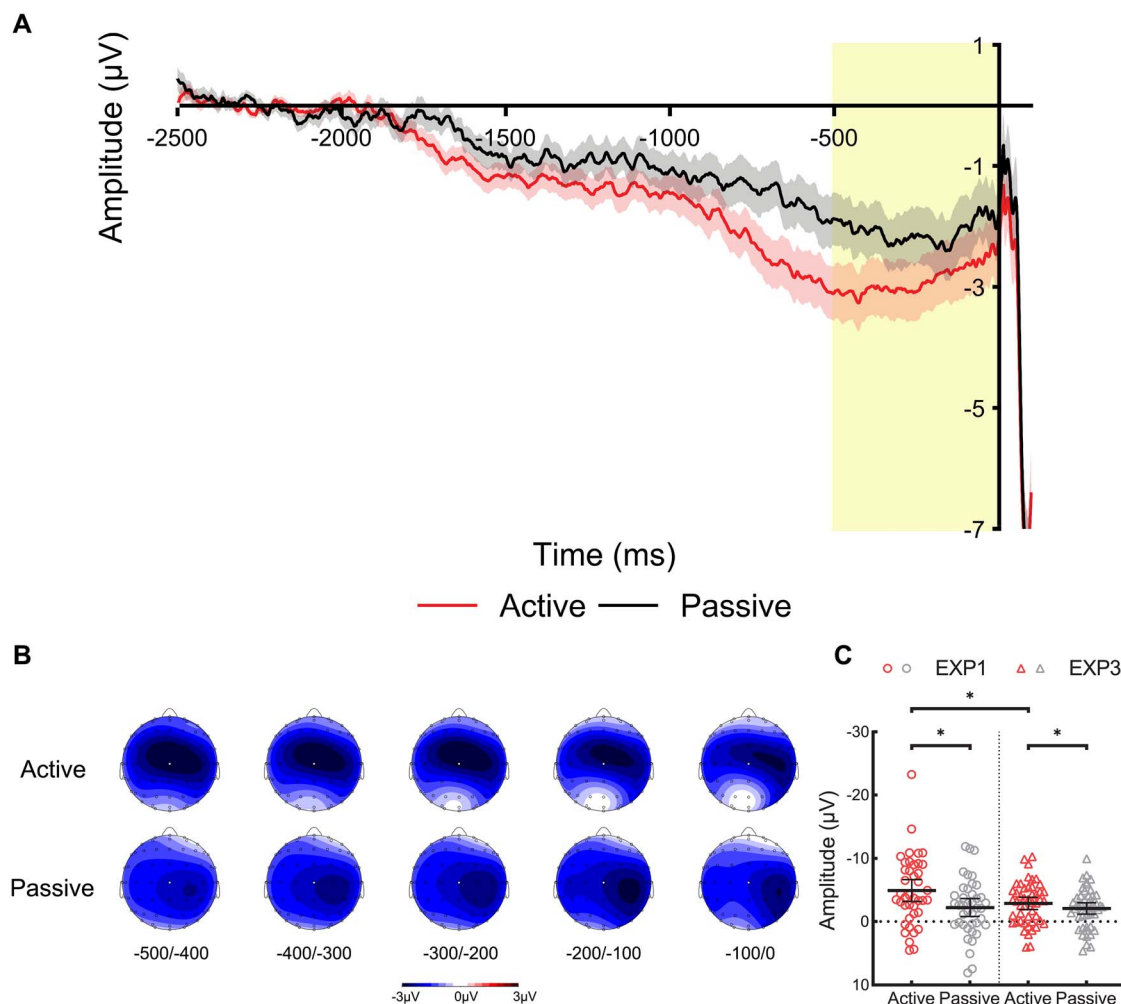 A
Amplitude (µV)
1
-1
-3
-5
-7
-2500 -2000 -1500 -1000 -500
Time (ms)
Active Passive
B
Active
Passive
-500/-400 -400/-300 -300/-200 -200/-100 -100/0
-3µV 0µV 3µV
C
EXP1 EXP3
*
* *
Amplitude (µV)
-30
-20
-10
0
10
Active Passive Active Passive